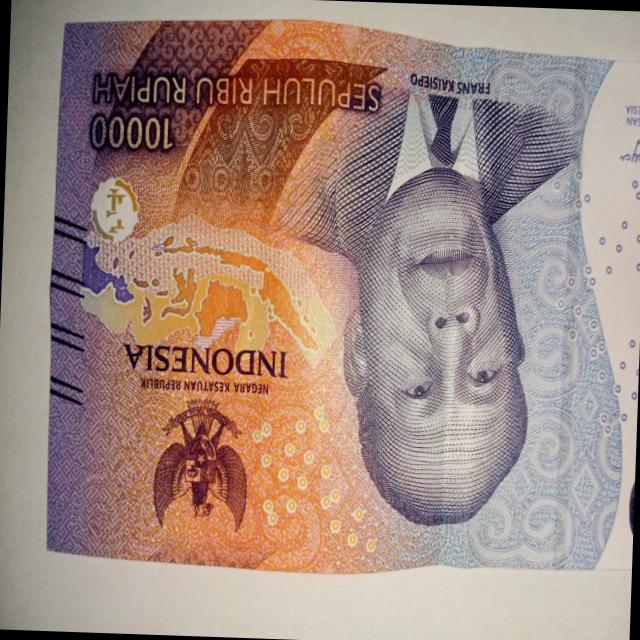 NEGARA KESATUAN REPUBLIK
INDONESIA
10000
SEPULUH RIBU RUPIAH
FRANS KAISIEPO